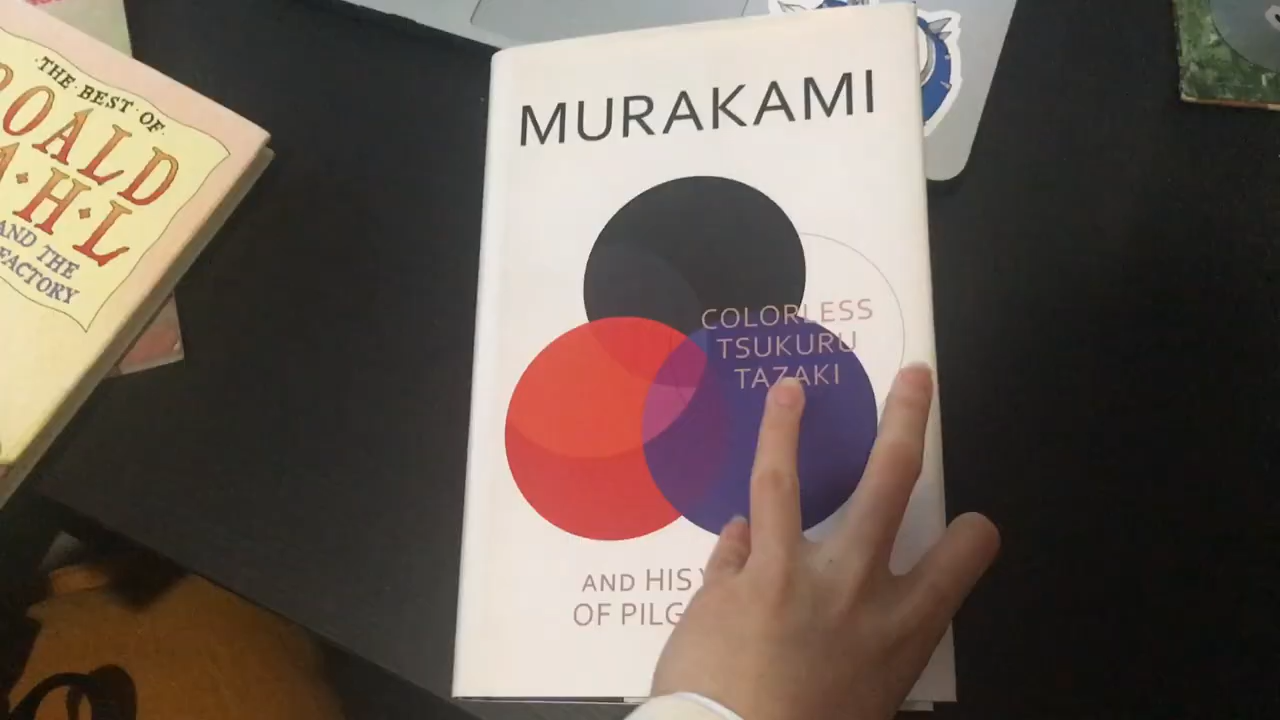 THE·BEST·OF·
ROALD
A·H·L
AND THE
FACTORY
MURAKAMI
COLORLESS
TSUKURU
TAZAKI
AND HIS
OF PILG